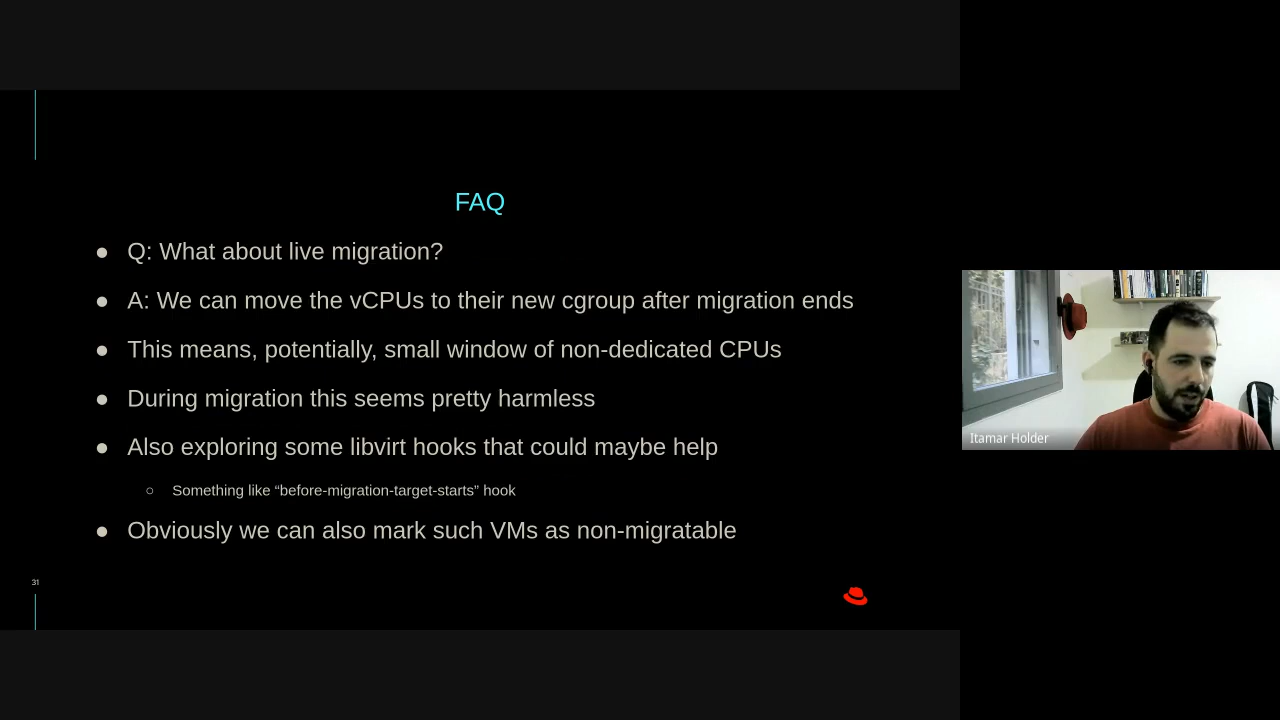 FAQ
● Q: What about live migration?
● A: We can move the vCPUs to their new cgroup after migration ends
● This means, potentially, small window of non-dedicated CPUs
● During migration this seems pretty harmless
● Also exploring some libvirt hooks that could maybe help
○ Something like “before-migration-target-starts” hook
● Obviously we can also mark such VMs as non-migratable
31
Itamar Holder